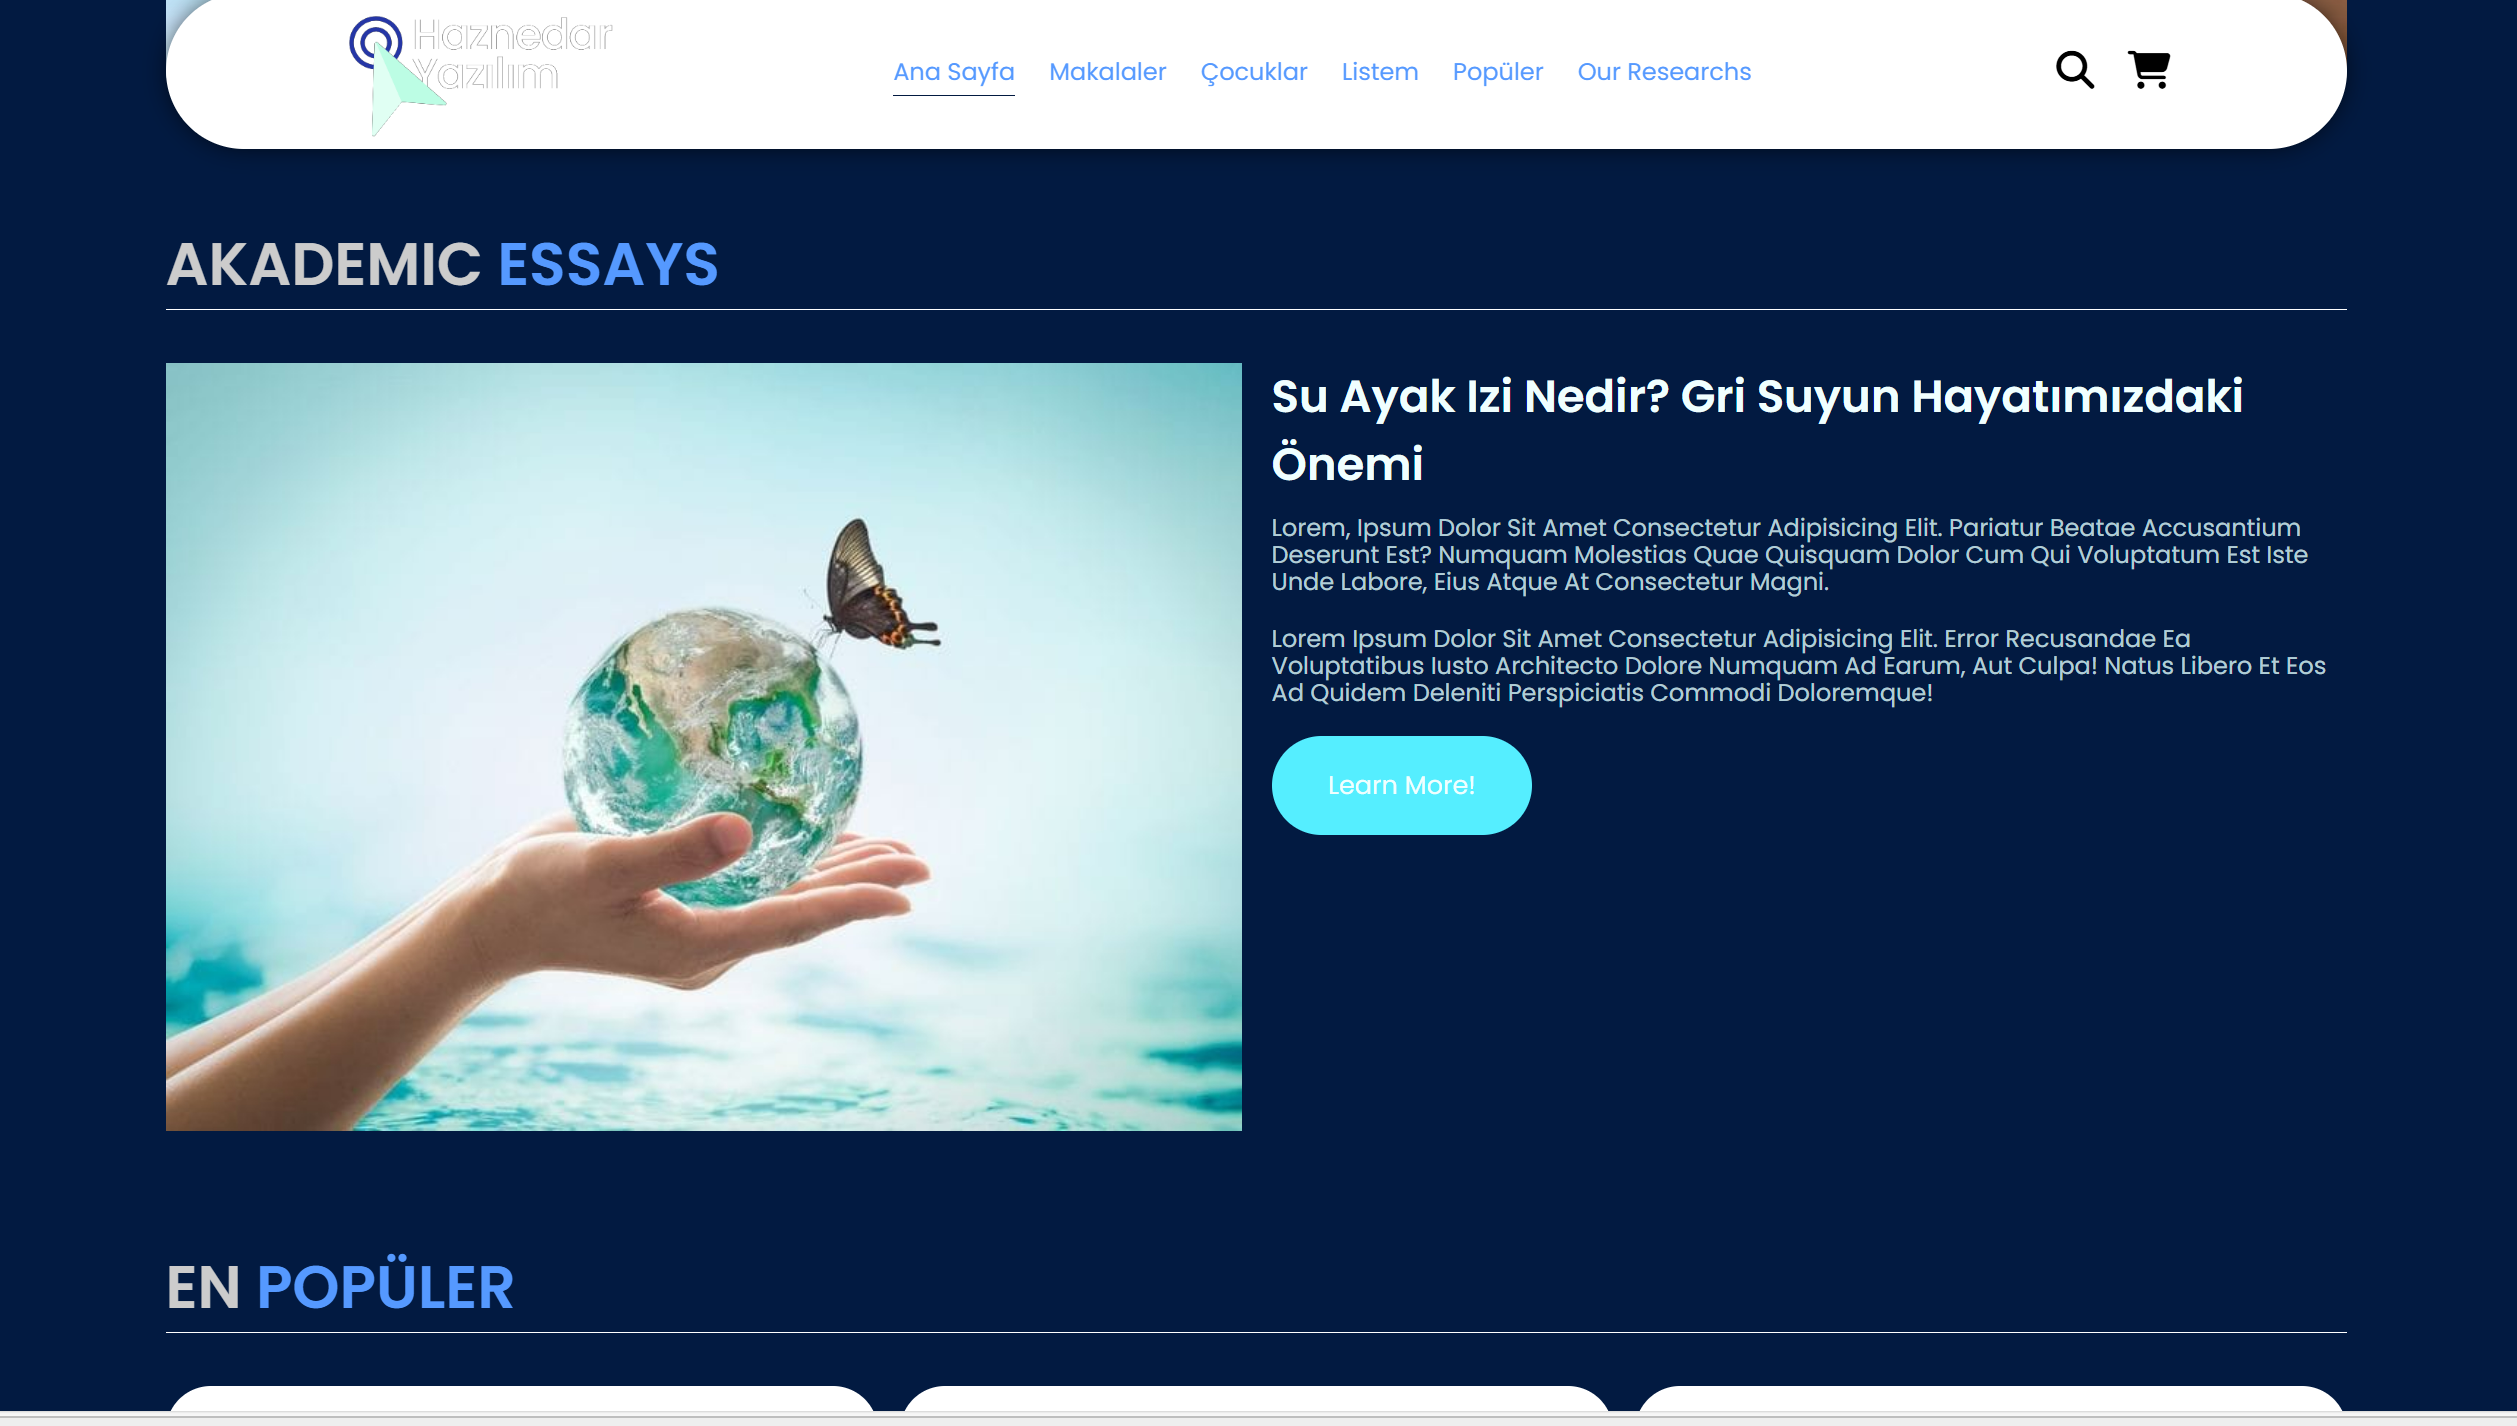 Haznedar
Yazılım
Ana Sayfa Makalaler Çocuklar Listem Popüler Our Researchs
AKADEMIC ESSAYS
Su Ayak Izi Nedir? Gri Suyun Hayatımızdaki
Önemi
Lorem, Ipsum Dolor Sit Amet Consectetur Adipisicing Elit. Pariatur Beatae Accusantium
Deserunt Est? Numquam Molestias Quae Quisquam Dolor Cum Qui Voluptatum Est Iste
Unde Labore, Eius Atque At Consectetur Magni.
Lorem Ipsum Dolor Sit Amet Consectetur Adipisicing Elit. Error Recusandae Ea
Voluptatibus Iusto Architecto Dolore Numquam Ad Earum, Aut Culpa! Natus Libero Et Eos
Ad Quidem Deleniti Perspiciatis Commodi Doloremque!
Learn More!
EN POPÜLER